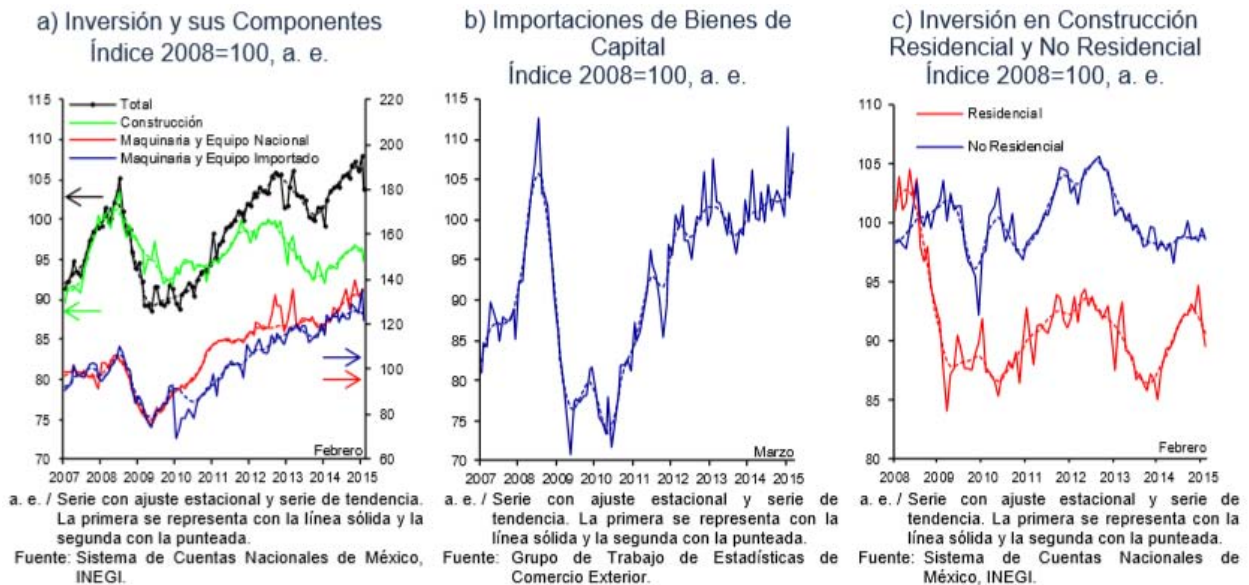 a) Inversión y sus Componentes
Índice 2008=100, a. e.
115
110
105
100
95
90
85
80
75
70
220
200
180
160
140
120
100
80
60
Total
Construcción
Maquinaria y Equipo Nacional
Maquinaria y Equipo Importado
Febrero
2007 2008 2009 2010 2011 2012 2013 2014 2015
a. e. / Serie con ajuste estacional y serie de tendencia.
La primera se representa con la línea sólida y la
segunda con la punteada.
Fuente: Sistema de Cuentas Nacionales de México,
INEGI.
b) Importaciones de Bienes de
Capital
Índice 2008=100, a. e.
115
110
105
100
95
90
85
80
75
70
Marzo
2007 2008 2009 2010 2011 2012 2013 2014 2015
a. e. / Serie con ajuste estacional y serie de
tendencia. La primera se representa con la
línea sólida y la segunda con la punteada.
Fuente: Grupo de Trabajo de Estadísticas de
Comercio Exterior.
c) Inversión en Construcción
Residencial y No Residencial
Índice 2008=100, a. e.
110
105
100
95
90
85
80
Residencial
No Residencial
Febrero
2008 2009 2010 2011 2012 2013 2014 2015
a. e. / Serie con ajuste estacional y serie de
tendencia. La primera se representa con la
línea sólida y la segunda con la punteada.
Fuente: Sistema de Cuentas Nacionales de
México, INEGI.